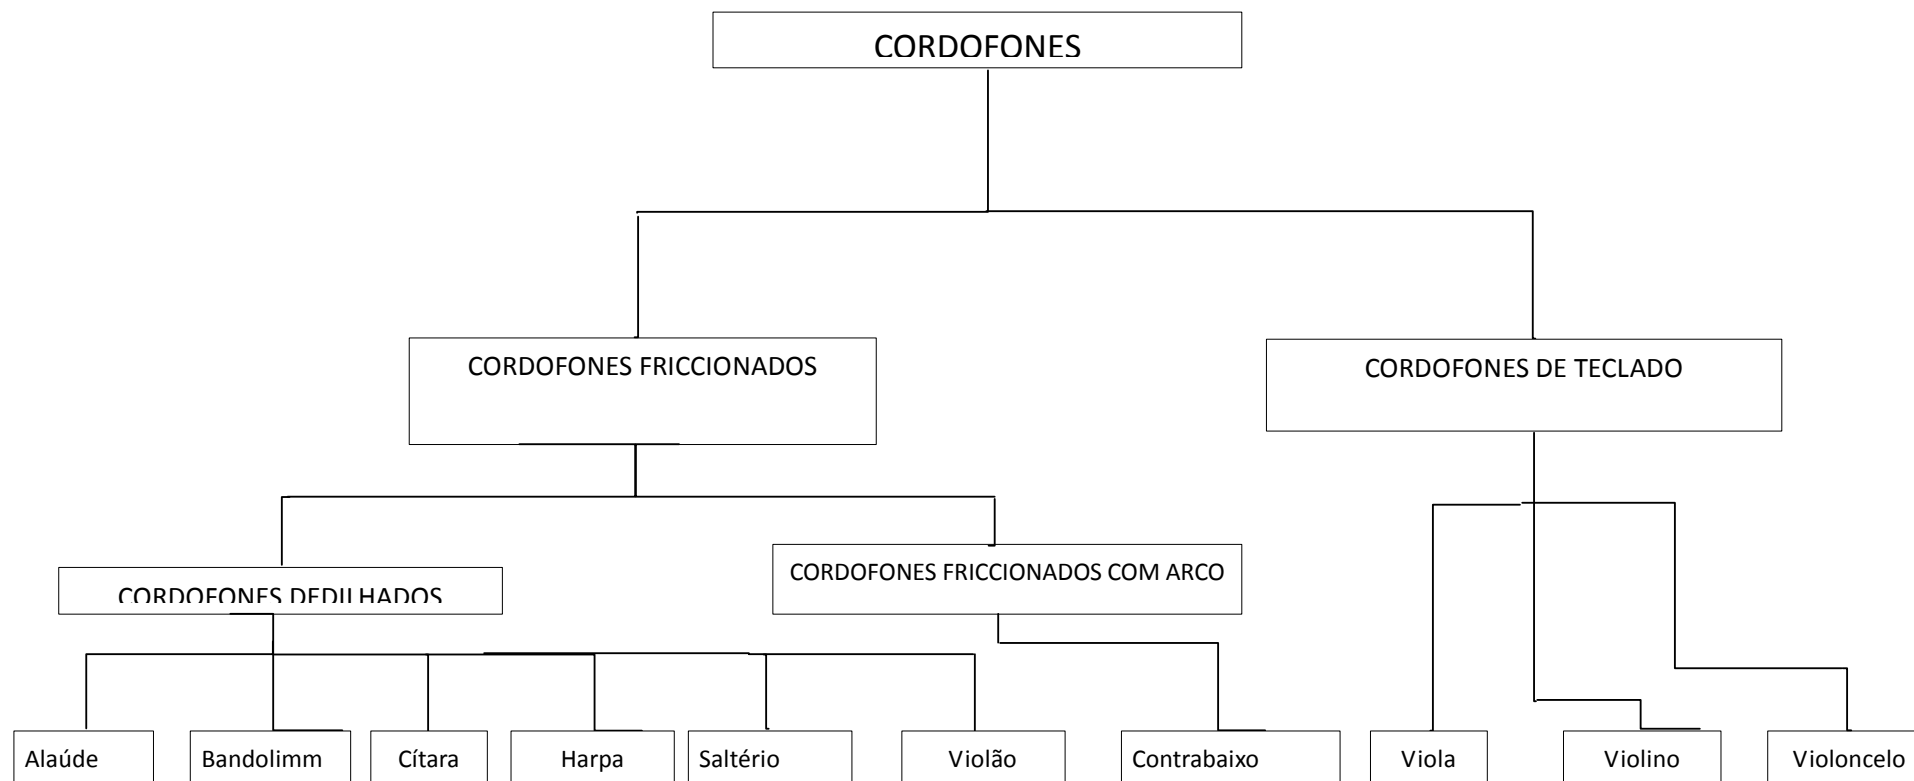 CORDOFONES
CORDOFONES FRICCIONADOS
CORDOFONES DE TECLADO
CORDOFONES DEDILHADOS
CORDOFONES FRICCIONADOS COM ARCO
Alaúde
Bandolimm
Cítara
Harpa
Saltério
Violão
Contrabaixo
Viola
Violino
Violoncelo